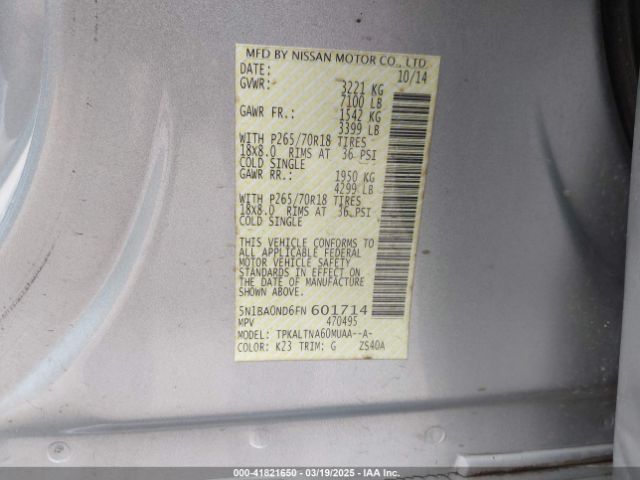 MFD BY NISSAN MOTOR CO., LTD
DATE: 10/14
GVWR: 3221 KG
7100 LB
GAWR FR.: 1542 KG
3399 LB
WITH P265/70R18 TIRES
18x8.0 RIMS AT 36 PSI
COLD SINGLE
GAWR RR.: 1950 KG
4299 LB
WITH P265/70R18 TIRES
18x8.0 RIMS AT 36 PSI
COLD SINGLE
THIS VEHICLE CONFORMS TO
ALL APPLICABLE FEDERAL
MOTOR VEHICLE SAFETY
STANDARDS IN EFFECT ON
THE DATE OF MANUFACTURE
SHOWN ABOVE.
5N1BA0ND6FN 601714
MPV 470495
MODEL: TPKALTNA60MUAA--A-
COLOR: K23 TRIM: G ZS40A
000-41821650 - 03/19/2025 - IAA Inc.